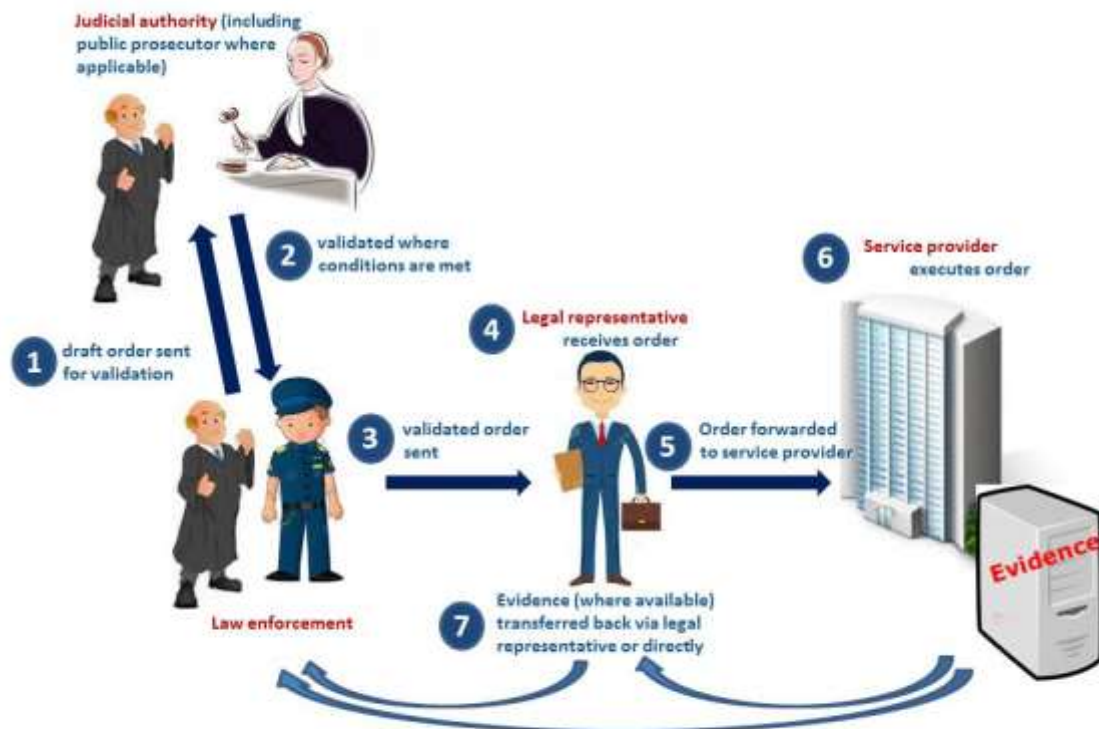 Judicial authority (including
public prosecutor where
applicable)
2
validated where
conditions are met
6
Service provider
executes order
4
Legal representative
receives order
1
draft order sent
for validation
3
validated order
sent
5
Order forwarded
to service provider
Evidence
Law enforcement
7
Evidence (where available)
transferred back via legal
representative or directly